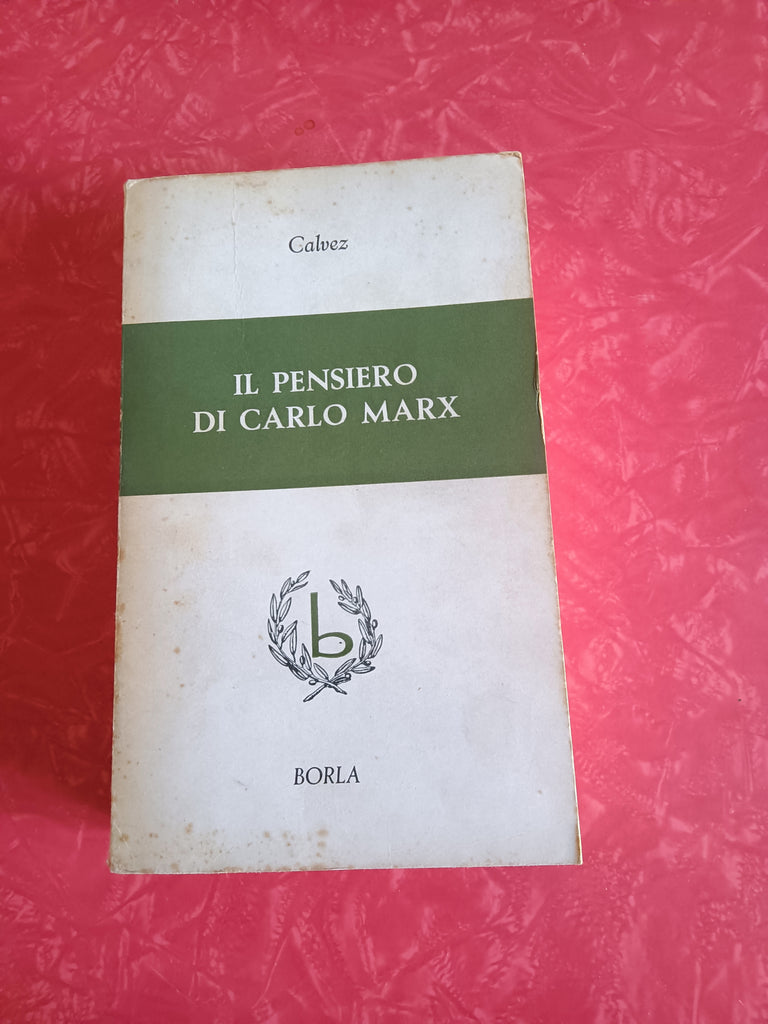 Calvez
IL PENSIERO
DI CARLO MARX
b
BORLA